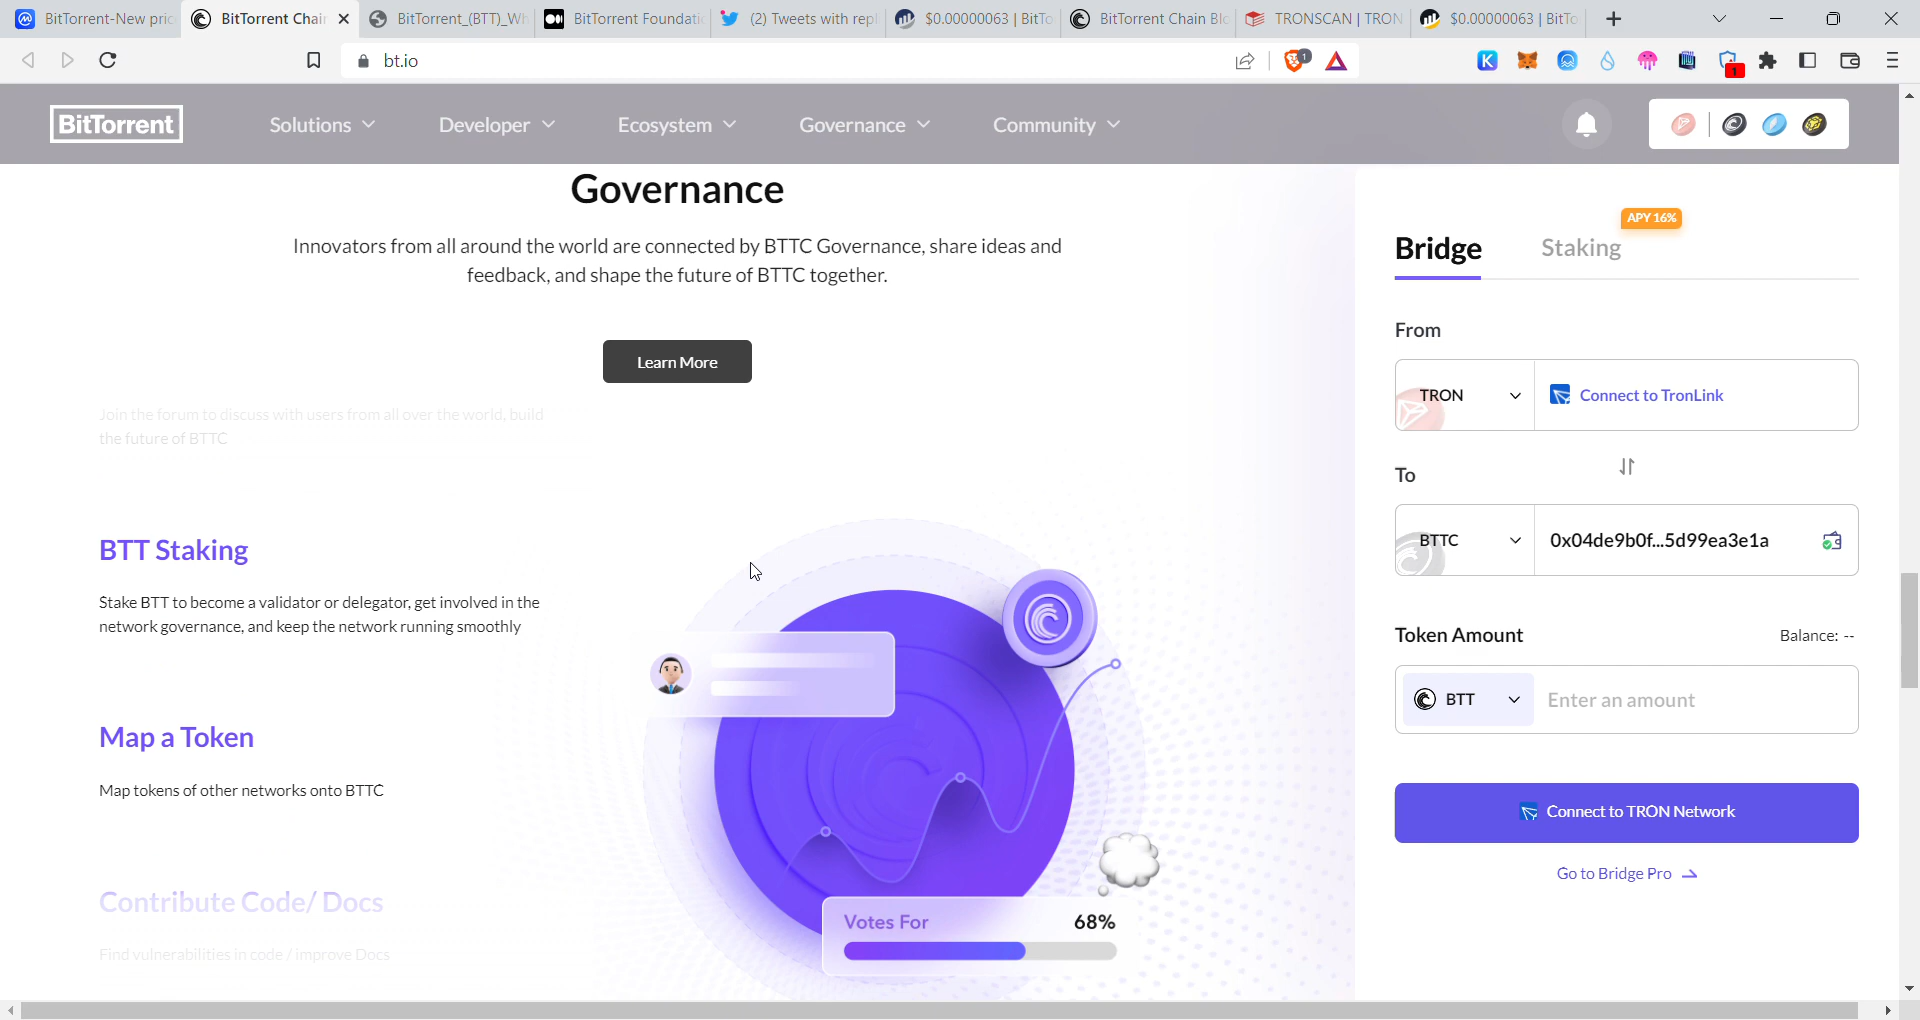 BitTorrent-New pric
BitTorrent Chai
BitTorrent_(BTT)_Wh
BitTorrent Foundatio
(2) Tweets with repl
$0.00000063 | BitTo
BitTorrent Chain Blo
TRONSCAN | TRON
$0.00000063 | BitTo
bt.io
1
1
BitTorrent
Solutions
Developer
Ecosystem
Governance
Community
Governance
Innovators from all around the world are connected by BTTC Governance, share ideas and
feedback, and shape the future of BTTC together.
Learn More
Join the forum to discuss with users from all over the world, build
the future of BTTC
BTT Staking
Stake BTT to become a validator or delegator, get involved in the
network governance, and keep the network running smoothly
Map a Token
Map tokens of other networks onto BTTC
Contribute Code/ Docs
Find vulnerabilities in code / improve Docs
Votes For 68%
APY 16%
Bridge Staking
From
TRON Connect to TronLink
To
BTTC 0x04de9b0f...5d99ea3e1a
Token Amount Balance: --
BTT Enter an amount
Connect to TRON Network
Go to Bridge Pro